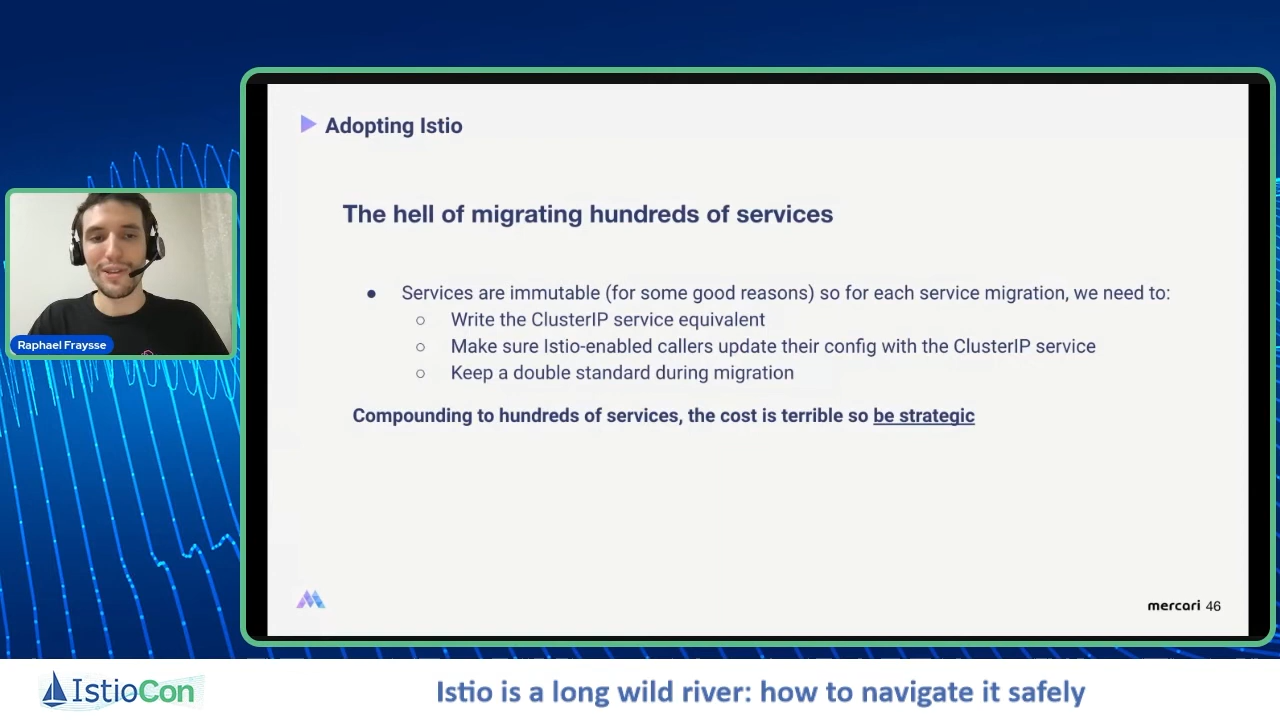 Adopting Istio
The hell of migrating hundreds of services
● Services are immutable (for some good reasons) so for each service migration, we need to:
○ Write the ClusterIP service equivalent
○ Make sure Istio-enabled callers update their config with the ClusterIP service
○ Keep a double standard during migration
Compounding to hundreds of services, the cost is terrible so be strategic
Raphael Fraysse
mercari 46
IstioCon
Istio is a long wild river: how to navigate it safely